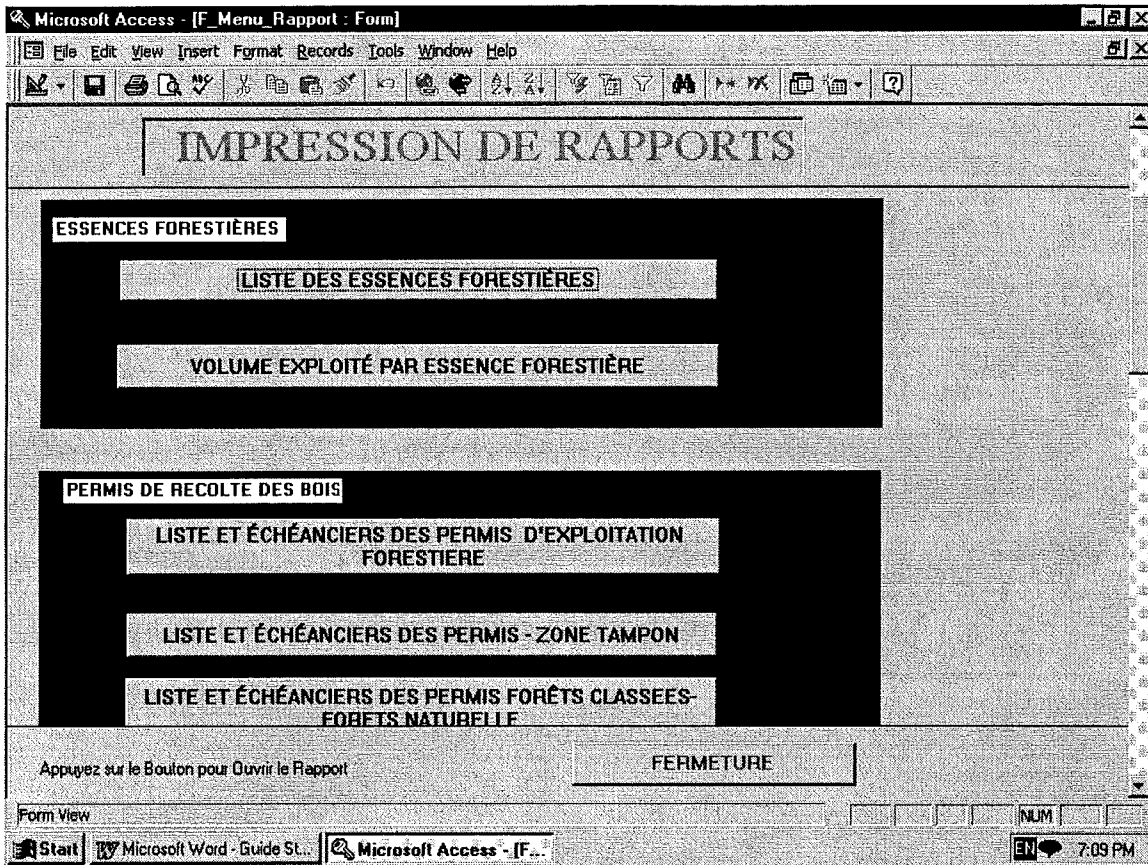 Microsoft Access - [F_Menu_Rapport : Form]
File Edit View Insert Format Records Tools Window Help
IMPRESSION DE RAPPORTS
ESSENCES FORESTIÈRES
LISTE DES ESSENCES FORESTIÈRES
VOLUME EXPLOITÉ PAR ESSENCE FORESTIÈRE
PERMIS DE RECOLTE DES BOIS
LISTE ET ÉCHÉANCIERS DES PERMIS D'EXPLOITATION
FORESTIERE
LISTE ET ÉCHÉANCIERS DES PERMIS - ZONE TAMPON
LISTE ET ÉCHÉANCIERS DES PERMIS FORÊTS CLASSEES-
FORETS NATURELLE
Appuyez sur le Bouton pour Ouvrir le Rapport
FERMETURE
Form View
NUM
Start Microsoft Word - Guide St... Microsoft Access - [F... EN 7:09 PM